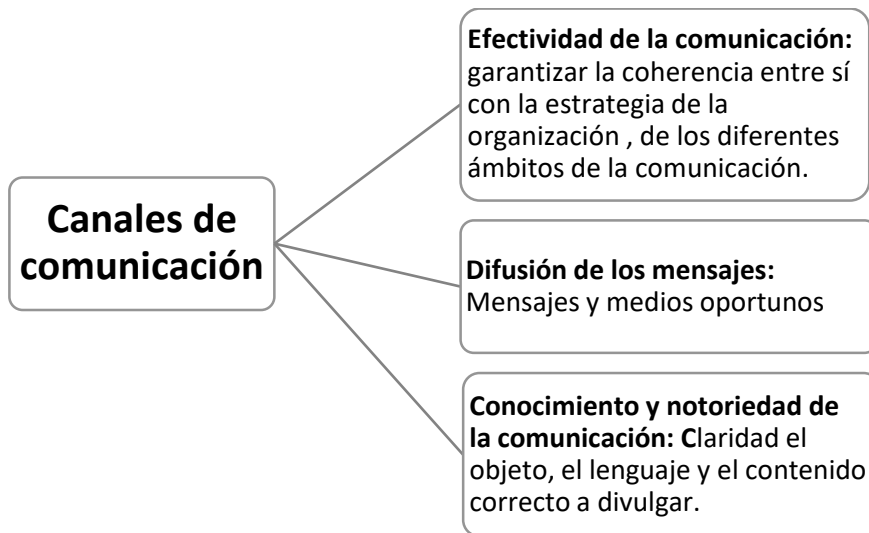 Canales de
comunicación
Efectividad de la comunicación:
garantizar la coherencia entre sí
con la estrategia de la
organización , de los diferentes
ámbitos de la comunicación.
Difusión de los mensajes:
Mensajes y medios oportunos
Conocimiento y notoriedad de
la comunicación: Claridad el
objeto, el lenguaje y el contenido
correcto a divulgar.